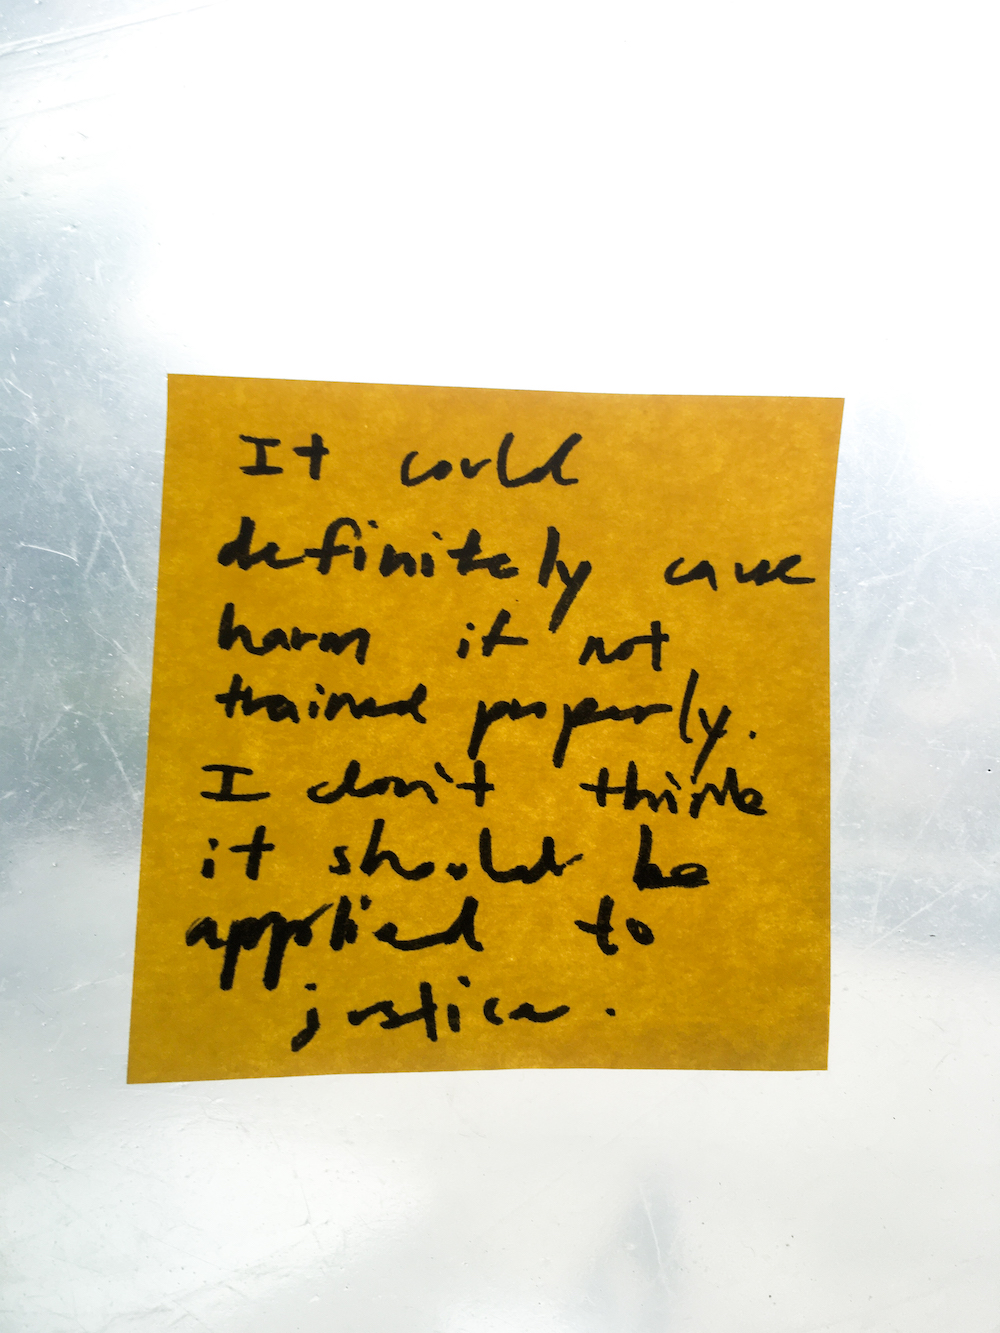 It could
definitely cause
harm if not
trained properly.
I don't think
it should be
applied to
justice.